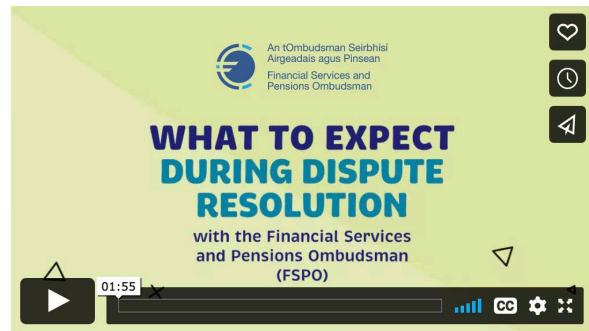 An tOmbudsman Seirbhísí
Airgeadais agus Pinsean
Financial Services and
Pensions Ombudsman
WHAT TO EXPECT
DURING DISPUTE
RESOLUTION
with the Financial Services
and Pensions Ombudsman
(FSPO)
01:55
CC